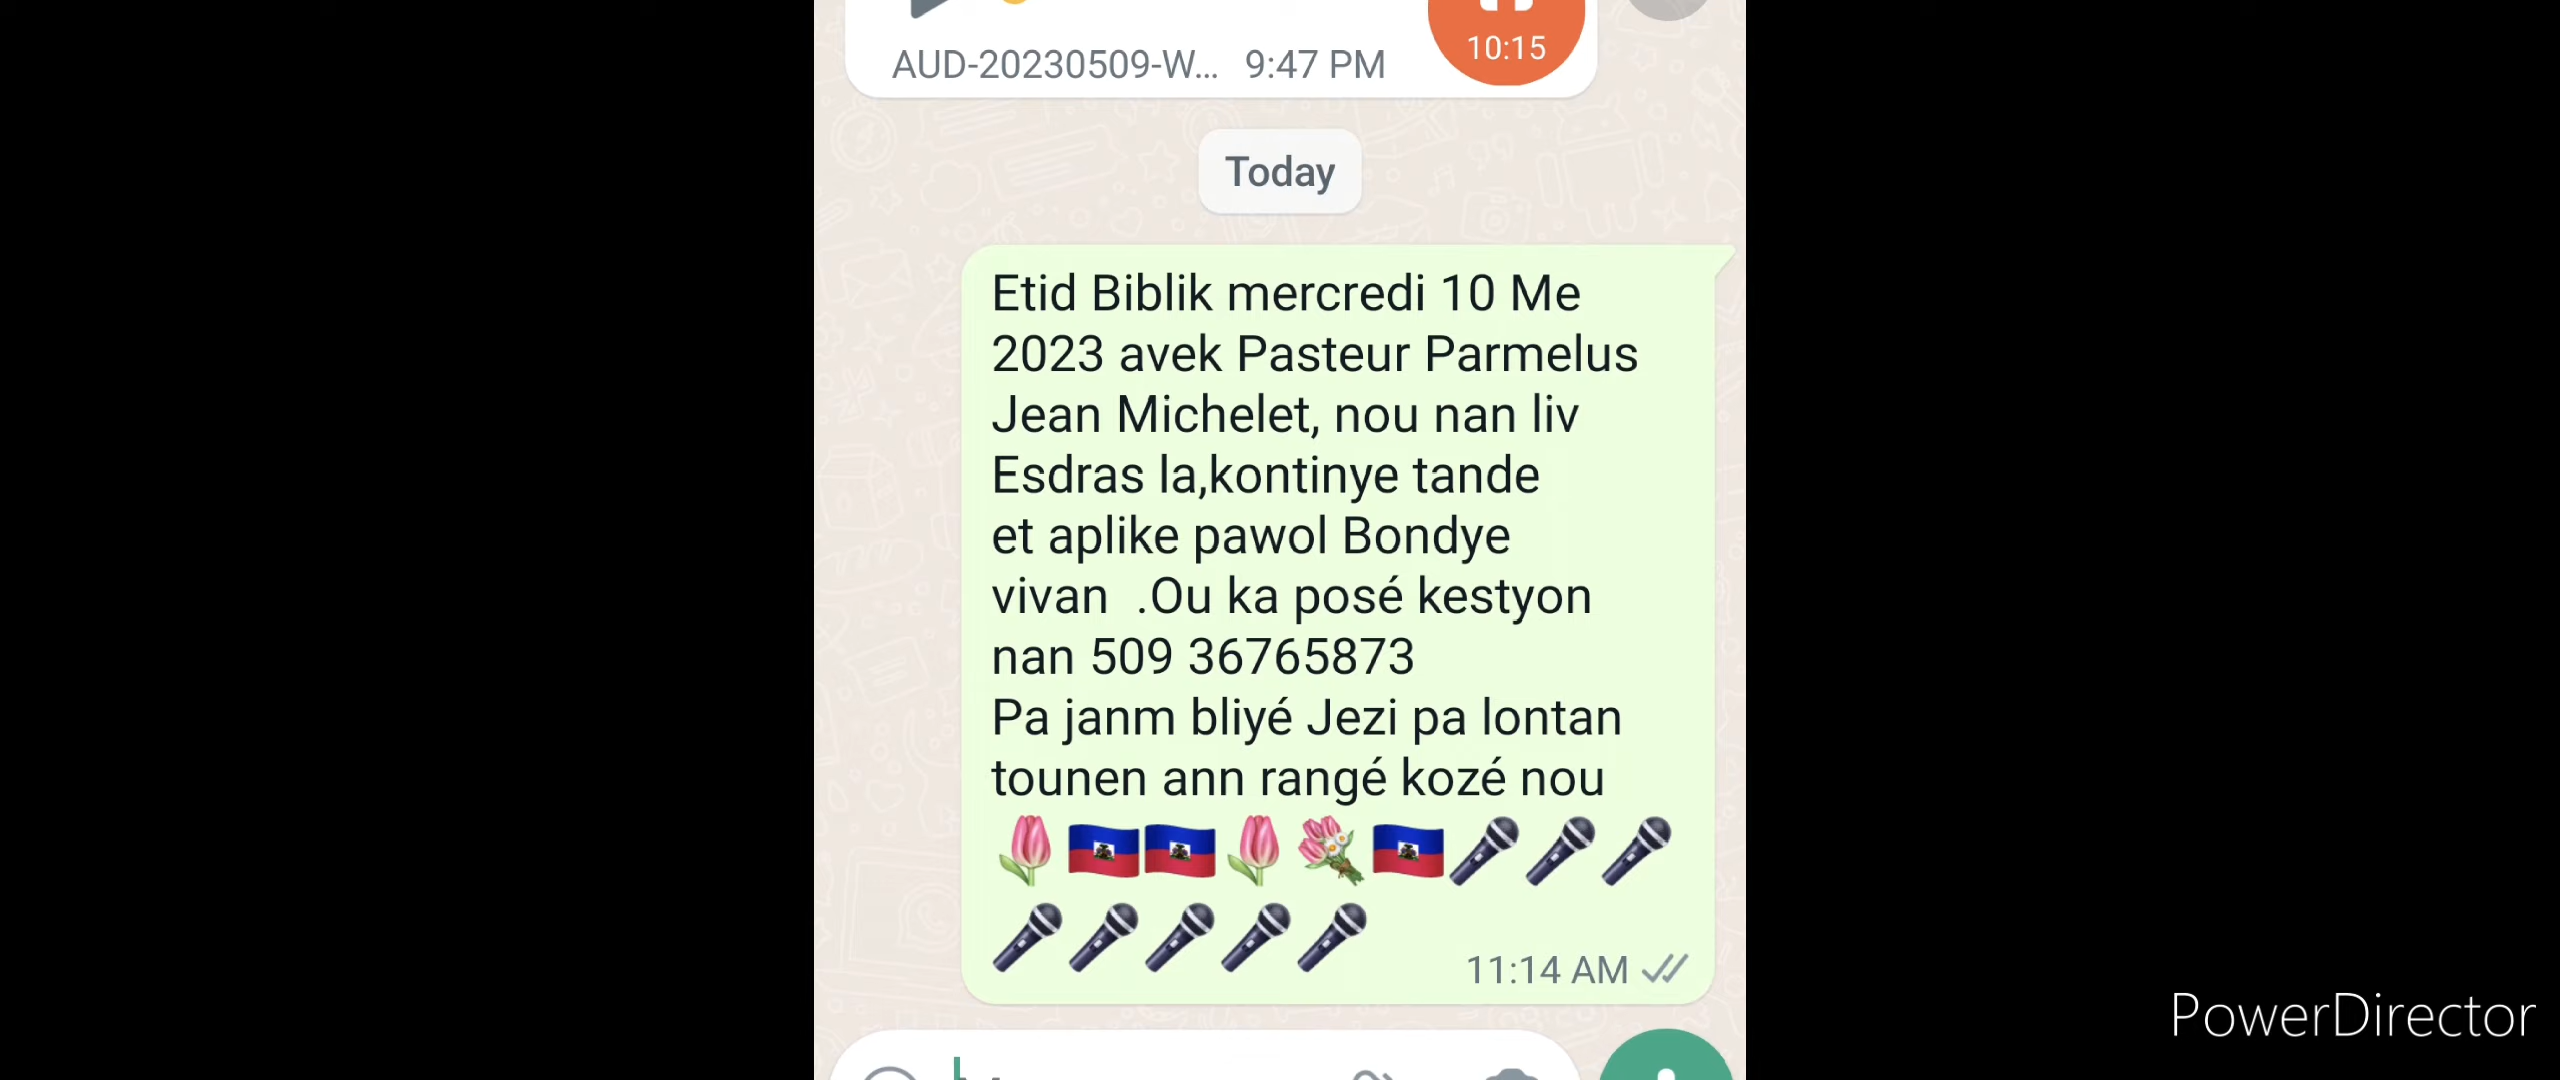 AUD-20230509-W... 9:47 PM
10:15
Today
Etid Biblik mercredi 10 Me
2023 avek Pasteur Parmelus
Jean Michelet, nou nan liv
Esdras la,kontinye tande
et aplike pawol Bondye
vivan  .Ou ka posé kestyon
nan 509 36765873
Pa janm bliyé Jezi pa lontan
tounen ann rangé kozé nou
🌷🇭🇹🇭🇹🌷💐🇭🇹🎤🎤🎤
🎤🎤🎤🎤🎤
11:14 AM
PowerDirector